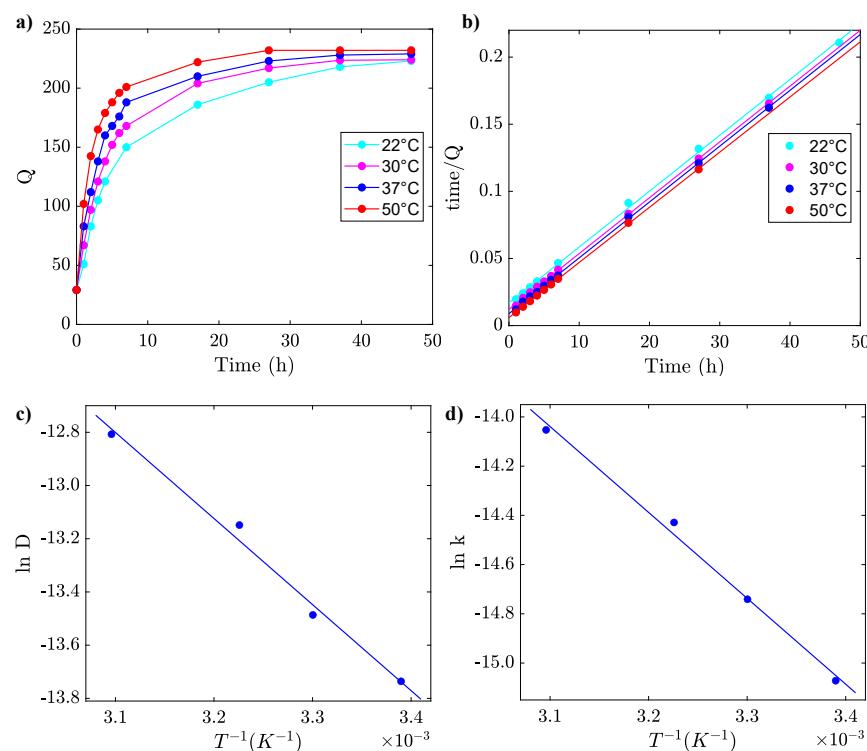 a)
250
200
150
100
50
0
Q
0 10 20 30 40 50
Time (h)
22°C
30°C
37°C
50°C
b)
0.2
0.15
0.1
0.05
0
time/Q
0 10 20 30 40 50
Time (h)
22°C
30°C
37°C
50°C
c)
-12.8
-13.0
-13.2
-13.4
-13.6
-13.8
ln D
3.1 3.2 3.3 3.4
T⁻¹(K⁻¹)
×10⁻³
d)
-14.0
-14.2
-14.4
-14.6
-14.8
-15.0
ln k
3.1 3.2 3.3 3.4
T⁻¹(K⁻¹)
×10⁻³